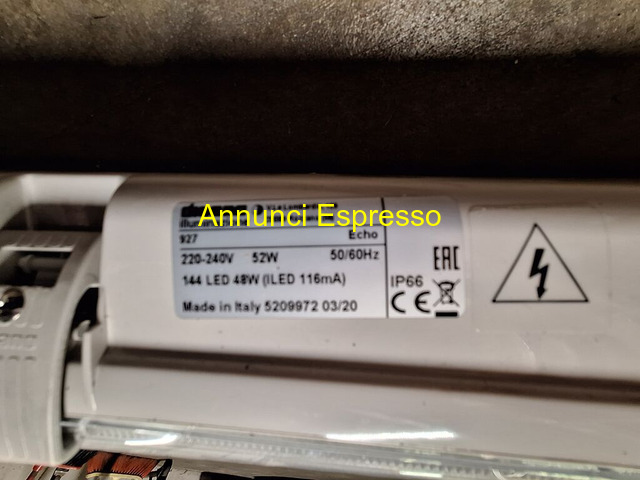 Annunci Espresso
927 Echo
220-240V 52W 50/60Hz
144 LED 48W (ILED 116mA)
Made in Italy 5209972 03/20
EAC
IP66
CE